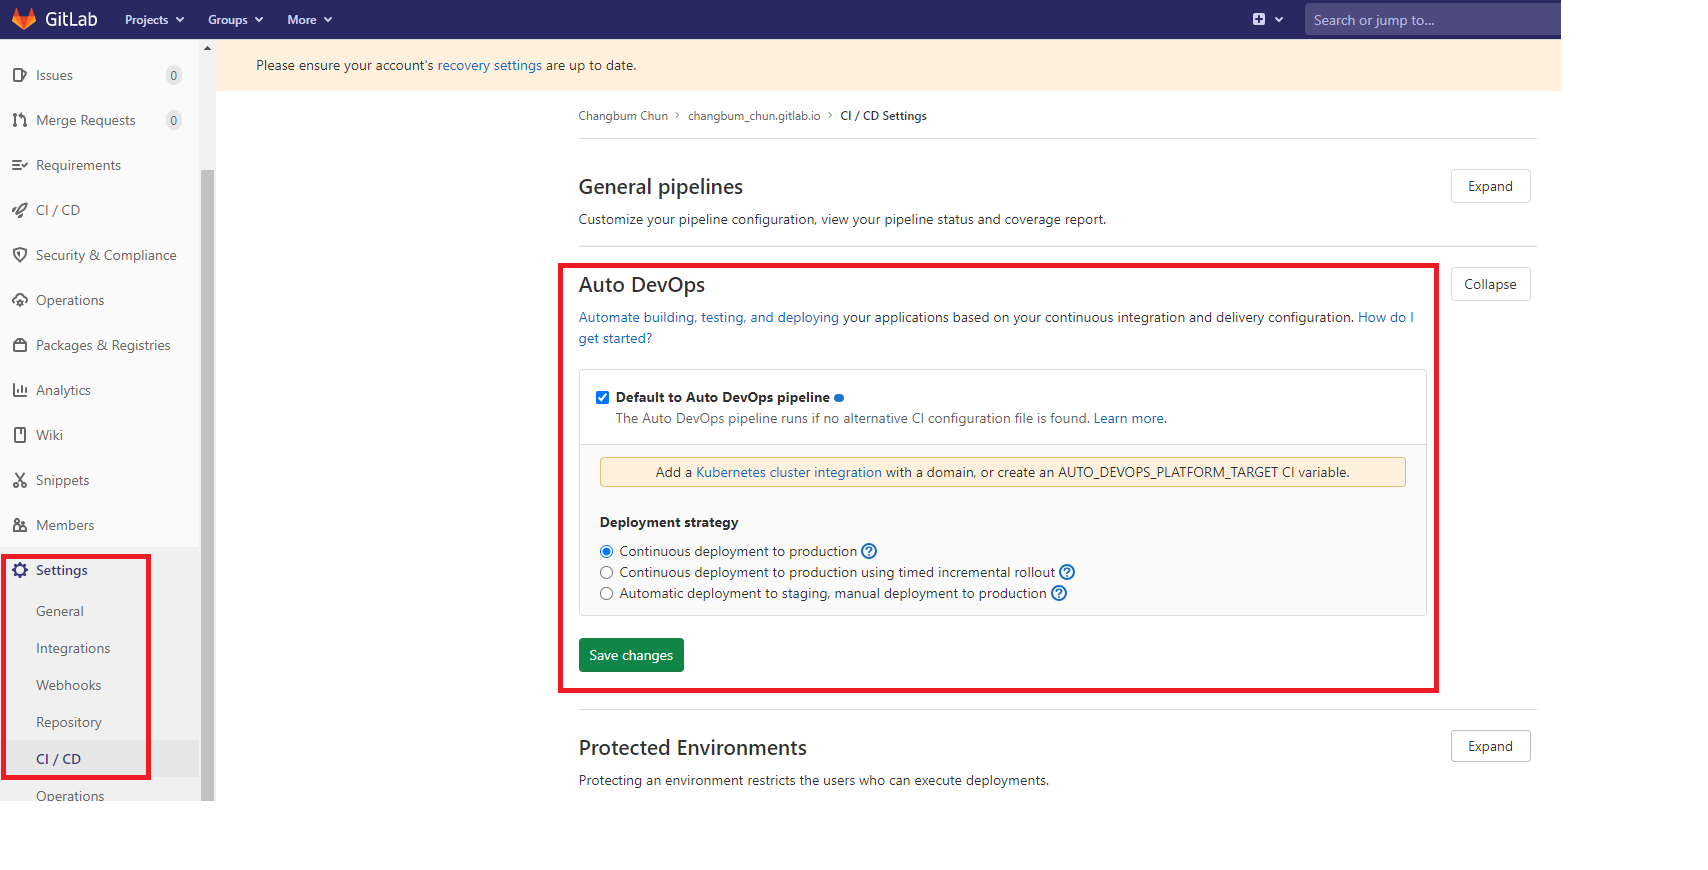 GitLab
Projects
Groups
More
Search or jump to...
Issues
0
Merge Requests
0
Requirements
CI / CD
Security & Compliance
Operations
Packages & Registries
Analytics
Wiki
Snippets
Members
Settings
General
Integrations
Webhooks
Repository
CI / CD
Operations
Please ensure your account's recovery settings are up to date.
Changbum Chun › changbum_chun.gitlab.io › CI / CD Settings
General pipelines
Expand
Customize your pipeline configuration, view your pipeline status and coverage report.
Auto DevOps
Collapse
Automate building, testing, and deploying your applications based on your continuous integration and delivery configuration. How do I
get started?
Default to Auto DevOps pipeline
The Auto DevOps pipeline runs if no alternative CI configuration file is found. Learn more.
Add a Kubernetes cluster integration with a domain, or create an AUTO_DEVOPS_PLATFORM_TARGET CI variable.
Deployment strategy
Continuous deployment to production ?
Continuous deployment to production using timed incremental rollout ?
Automatic deployment to staging, manual deployment to production ?
Save changes
Protected Environments
Expand
Protecting an environment restricts the users who can execute deployments.